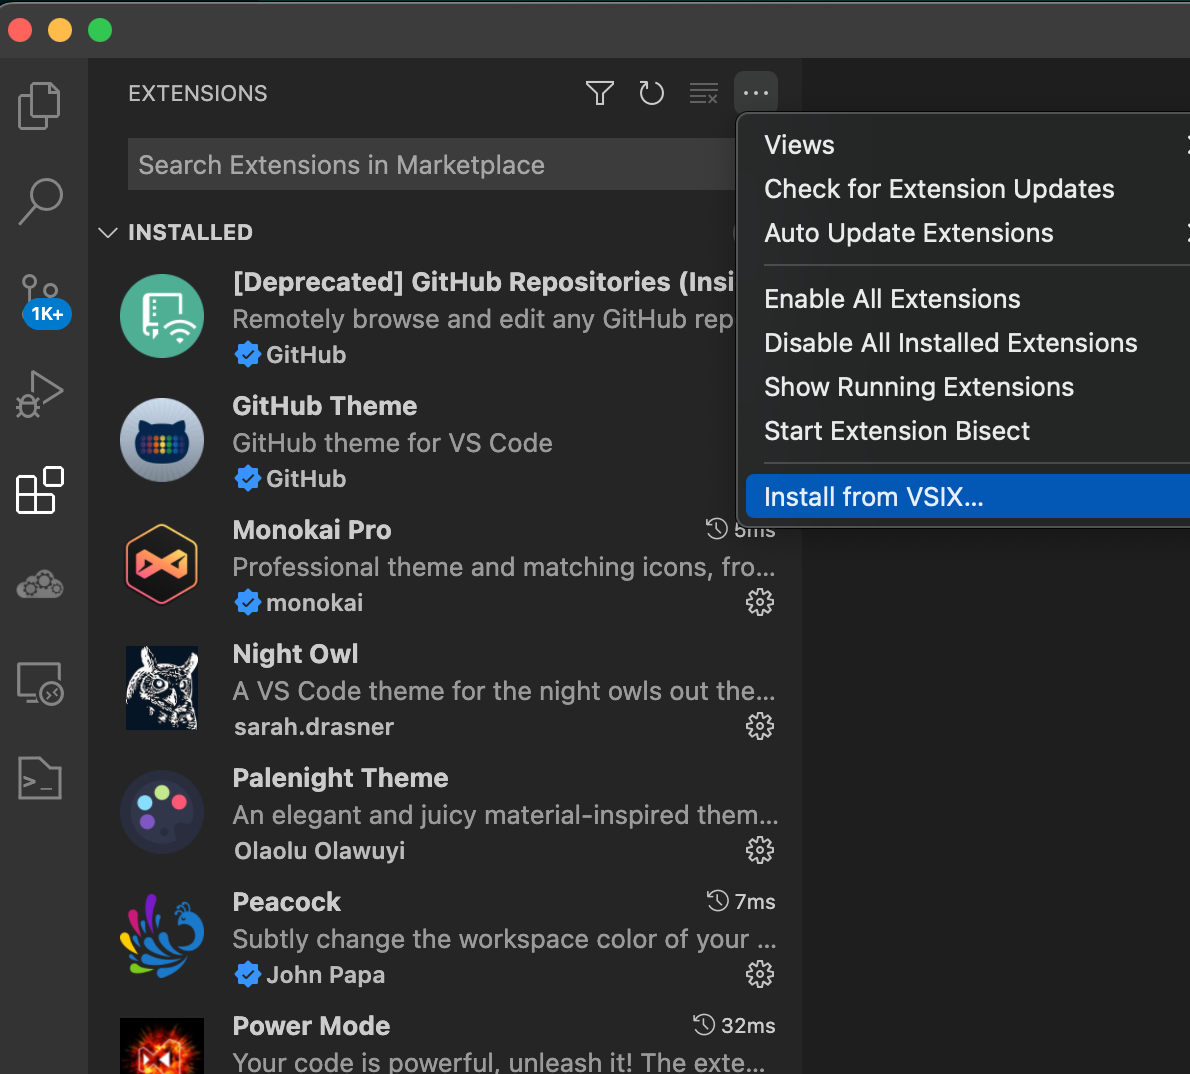 EXTENSIONS
Search Extensions in Marketplace
INSTALLED
[Deprecated] GitHub Repositories (Insi
Remotely browse and edit any GitHub rep
GitHub
GitHub Theme
GitHub theme for VS Code
GitHub
Monokai Pro
5ms
Professional theme and matching icons, fro...
monokai
Night Owl
A VS Code theme for the night owls out the...
sarah.drasner
Palenight Theme
An elegant and juicy material-inspired them...
Olaolu Olawuyi
Peacock
7ms
Subtly change the workspace color of your ...
John Papa
Power Mode
32ms
Your code is powerful, unleash it! The exte...
1K+
Views
Check for Extension Updates
Auto Update Extensions
Enable All Extensions
Disable All Installed Extensions
Show Running Extensions
Start Extension Bisect
Install from VSIX...